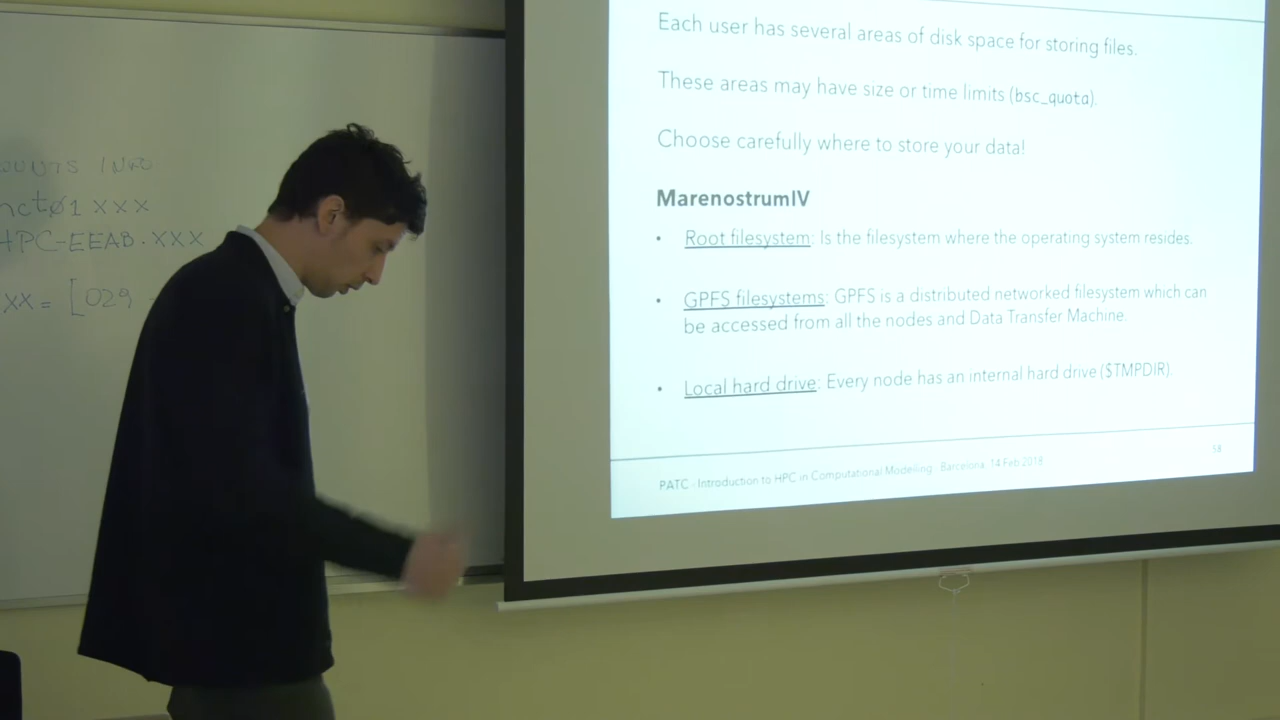 OUNTS INFO
nctø1XXX
HPC-EEAB.XXX
XX = [029
Each user has several areas of disk space for storing files.
These areas may have size or time limits (bsc_quota).
Choose carefully where to store your data!
MarenostrumIV
• Root filesystem: Is the filesystem where the operating system resides.
• GPFS filesystems: GPFS is a distributed networked filesystem which can
be accessed from all the nodes and Data Transfer Machine.
• Local hard drive: Every node has an internal hard drive ($TMPDIR).
58
PATC - Introduction to HPC in Computational Modelling. Barcelona, 14 Feb 2018